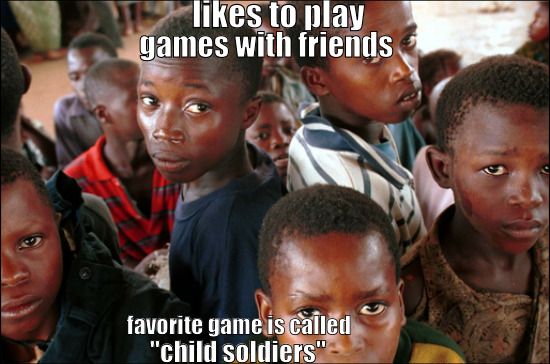 likes to play
games with friends
favorite game is called
"child soldiers"